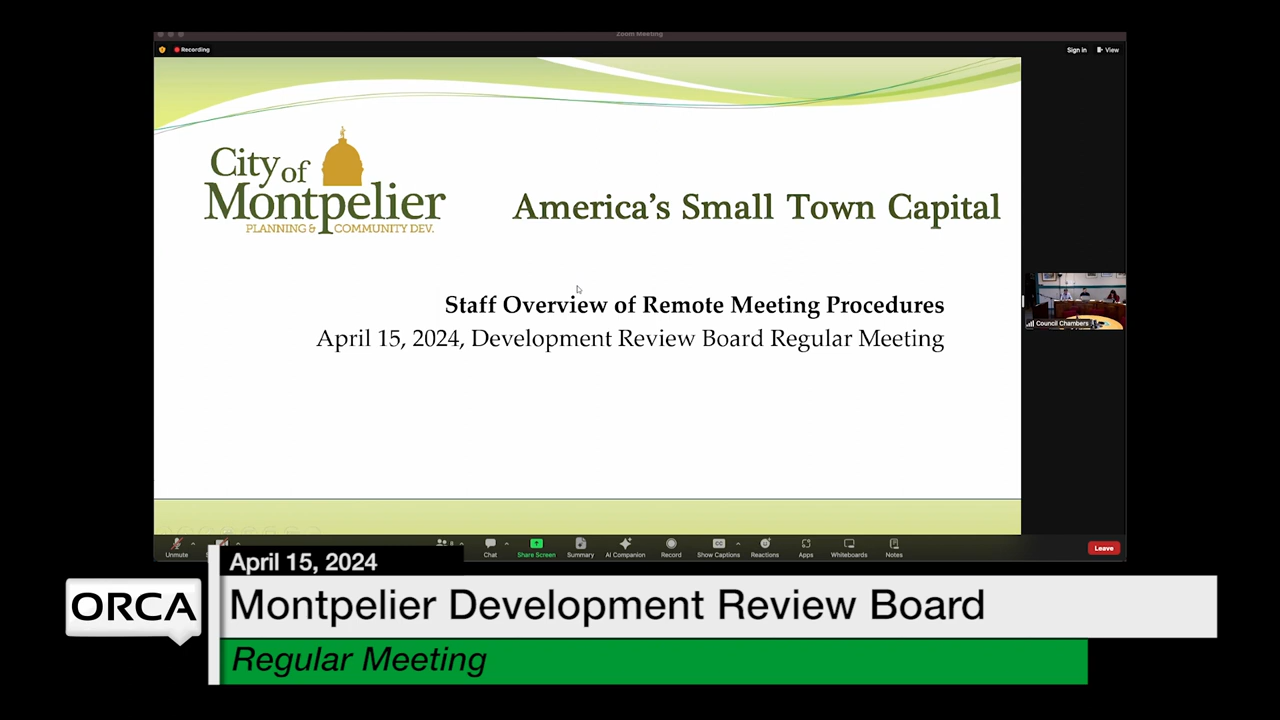 Zoom Meeting
Recording
Sign in
View
City of
Montpelier
PLANNING & COMMUNITY DEV.
America's Small Town Capital
Staff Overview of Remote Meeting Procedures
April 15, 2024, Development Review Board Regular Meeting
Council Chambers
Unmute
Chat
Share Screen
Summary
AI Companion
Record
CC
Show Captions
Reactions
Apps
Whiteboards
Notes
Leave
April 15, 2024
ORCA
Montpelier Development Review Board
Regular Meeting